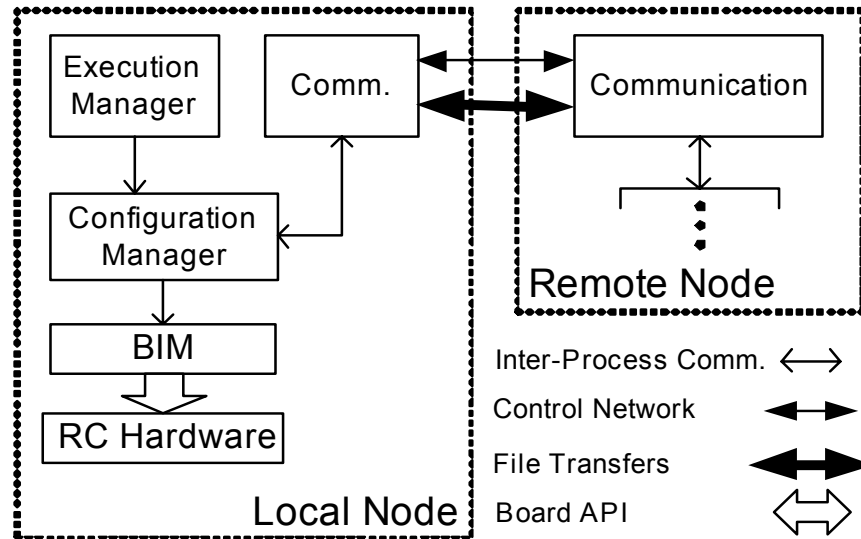 Execution
Manager
Comm.
Communication
Configuration
Manager
Remote Node
BIM
RC Hardware
Local Node
Inter-Process Comm.
Control Network
File Transfers
Board API